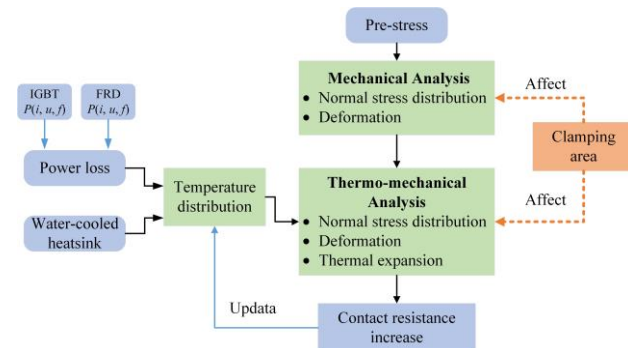 Pre-stress
IGBT
P(i, u, f)
FRD
P(i, u, f)
Mechanical Analysis
• Normal stress distribution
• Deformation
Affect
Clamping
area
Power loss
Temperature
distribution
Water-cooled
heatsink
Thermo-mechanical
Analysis
• Normal stress distribution
• Deformation
• Thermal expansion
Affect
Updata
Contact resistance
increase